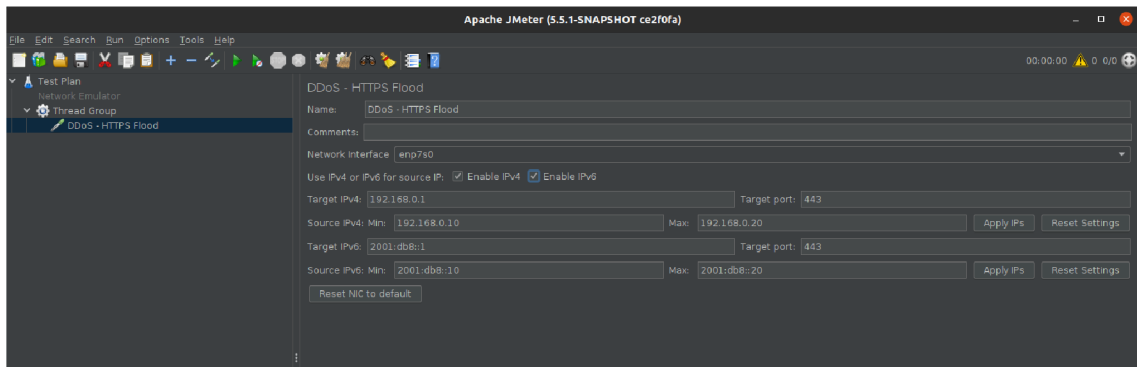 Apache JMeter (5.5.1-SNAPSHOT ce2f0fa)
File Edit Search Run Options Tools Help
00:00:00 0 0/0
Test Plan
Network Emulator
Thread Group
DDoS - HTTPS Flood
DDoS - HTTPS Flood
Name: DDoS - HTTPS Flood
Comments:
Network Interface enp7s0
Use IPv4 or IPv6 for source IP: Enable IPv4 Enable IPv6
Target IPv4: 192.168.0.1 Target port: 443
Source IPv4: Min: 192.168.0.10 Max: 192.168.0.20 Apply IPs Reset Settings
Target IPv6: 2001:db8::1 Target port: 443
Source IPv6: Min: 2001:db8::10 Max: 2001:db8::20 Apply IPs Reset Settings
Reset NIC to default